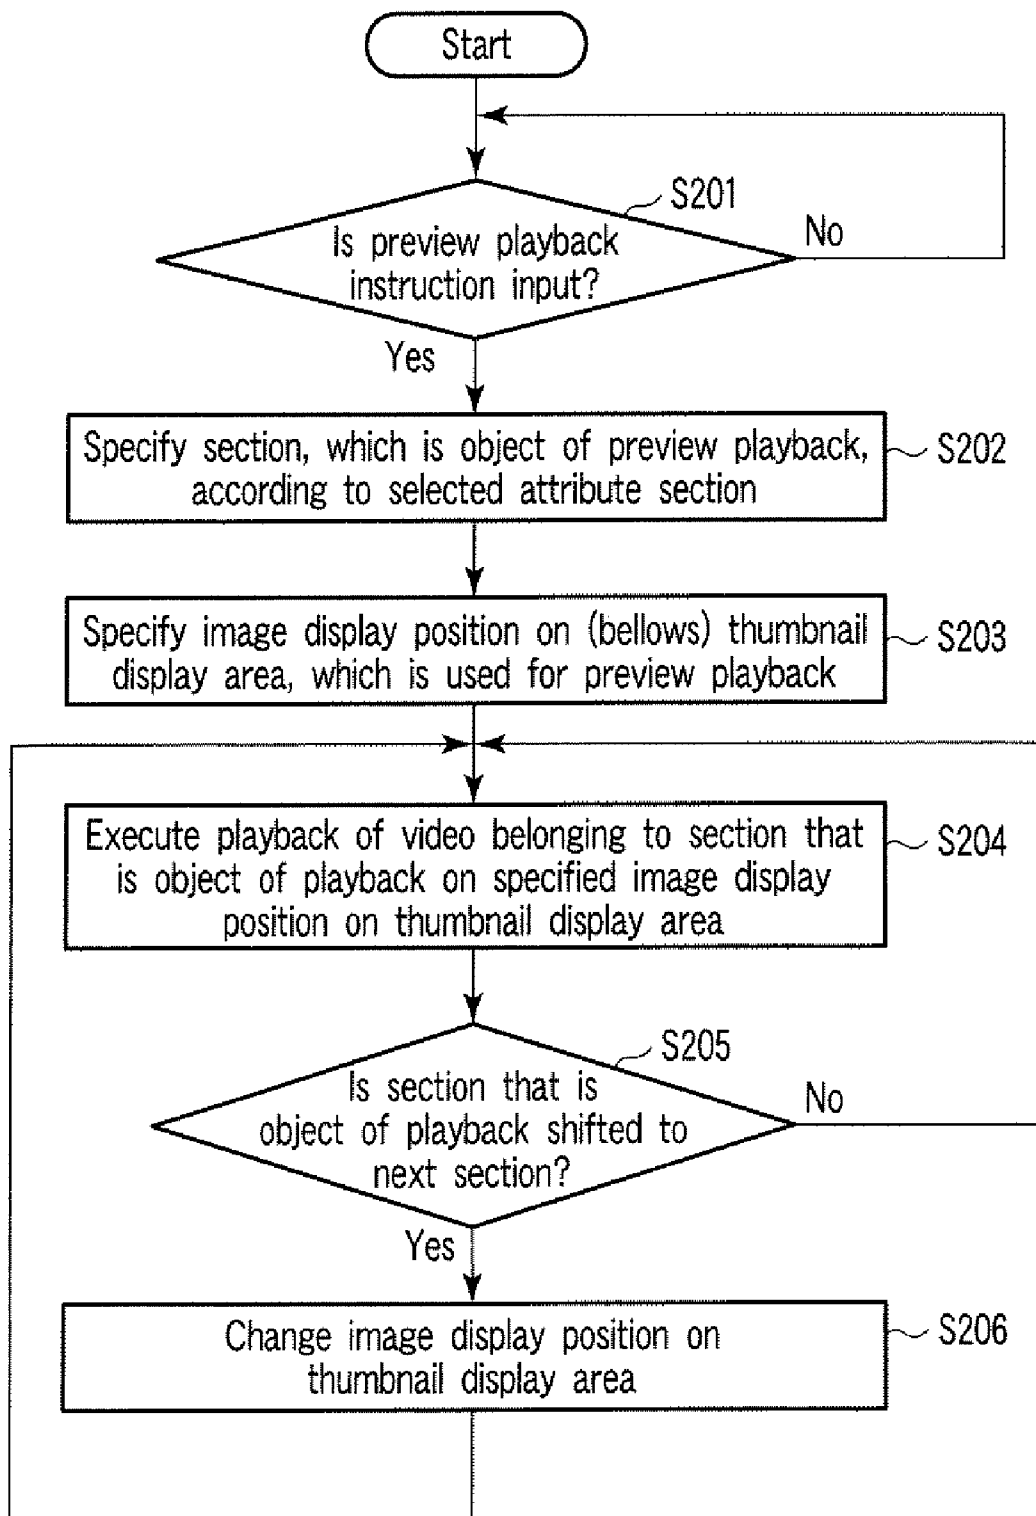 Start
S201
Is preview playback
instruction input?
No
Yes
Specify section, which is object of preview playback,
according to selected attribute section
S202
Specify image display position on (bellows) thumbnail
display area, which is used for preview playback
S203
Execute playback of video belonging to section that
is object of playback on specified image display
position on thumbnail display area
S204
S205
Is section that is
object of playback shifted to
next section?
No
Yes
Change image display position on
thumbnail display area
S206